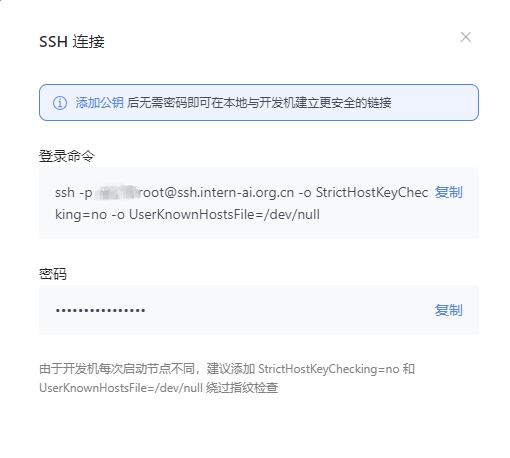 SSH 连接
添加公钥 后无需密码即可在本地与开发机建立更安全的链接
登录命令
ssh -p root@ssh.intern-ai.org.cn -o StrictHostKeyChec 复制
king=no -o UserKnownHostsFile=/dev/null
密码
•••••••••••••••• 复制
由于开发机每次启动节点不同，建议添加 StrictHostKeyChecking=no 和
UserKnownHostsFile=/dev/null 绕过指纹检查